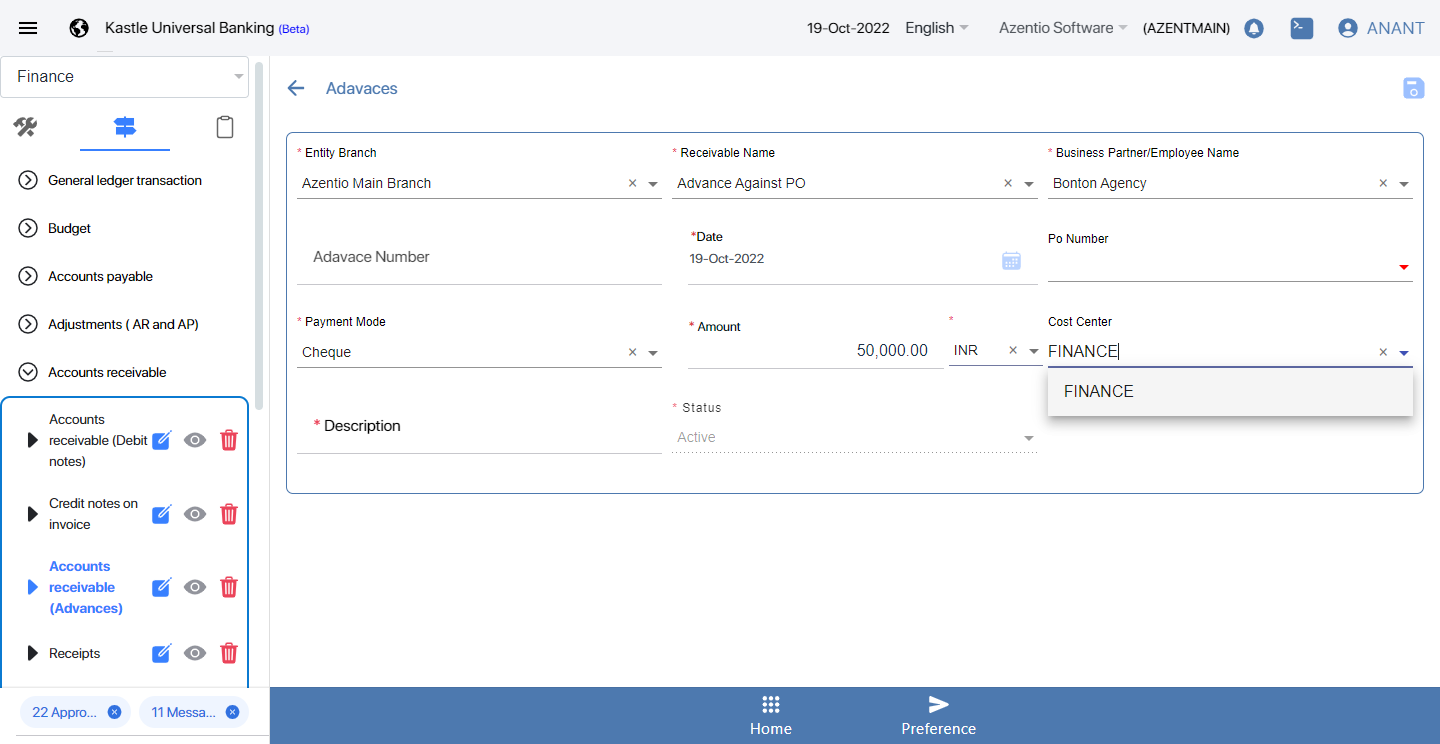 Kastle Universal Banking (Beta)
19-Oct-2022
English
Azentio Software
(AZENTMAIN)
ANANT
Finance
General ledger transaction
Budget
Accounts payable
Adjustments ( AR and AP)
Accounts receivable
Accounts
receivable (Debit
notes)
Credit notes on
invoice
Accounts
receivable
(Advances)
Receipts
22 Appro...
11 Messa...
Adavaces
* Entity Branch
Azentio Main Branch
* Receivable Name
Advance Against PO
* Business Partner/Employee Name
Bonton Agency
Adavace Number
*Date
19-Oct-2022
Po Number
* Payment Mode
Cheque
* Amount
50,000.00
*
INR
Cost Center
FINANCE
FINANCE
* Description
* Status
Active
Home
Preference